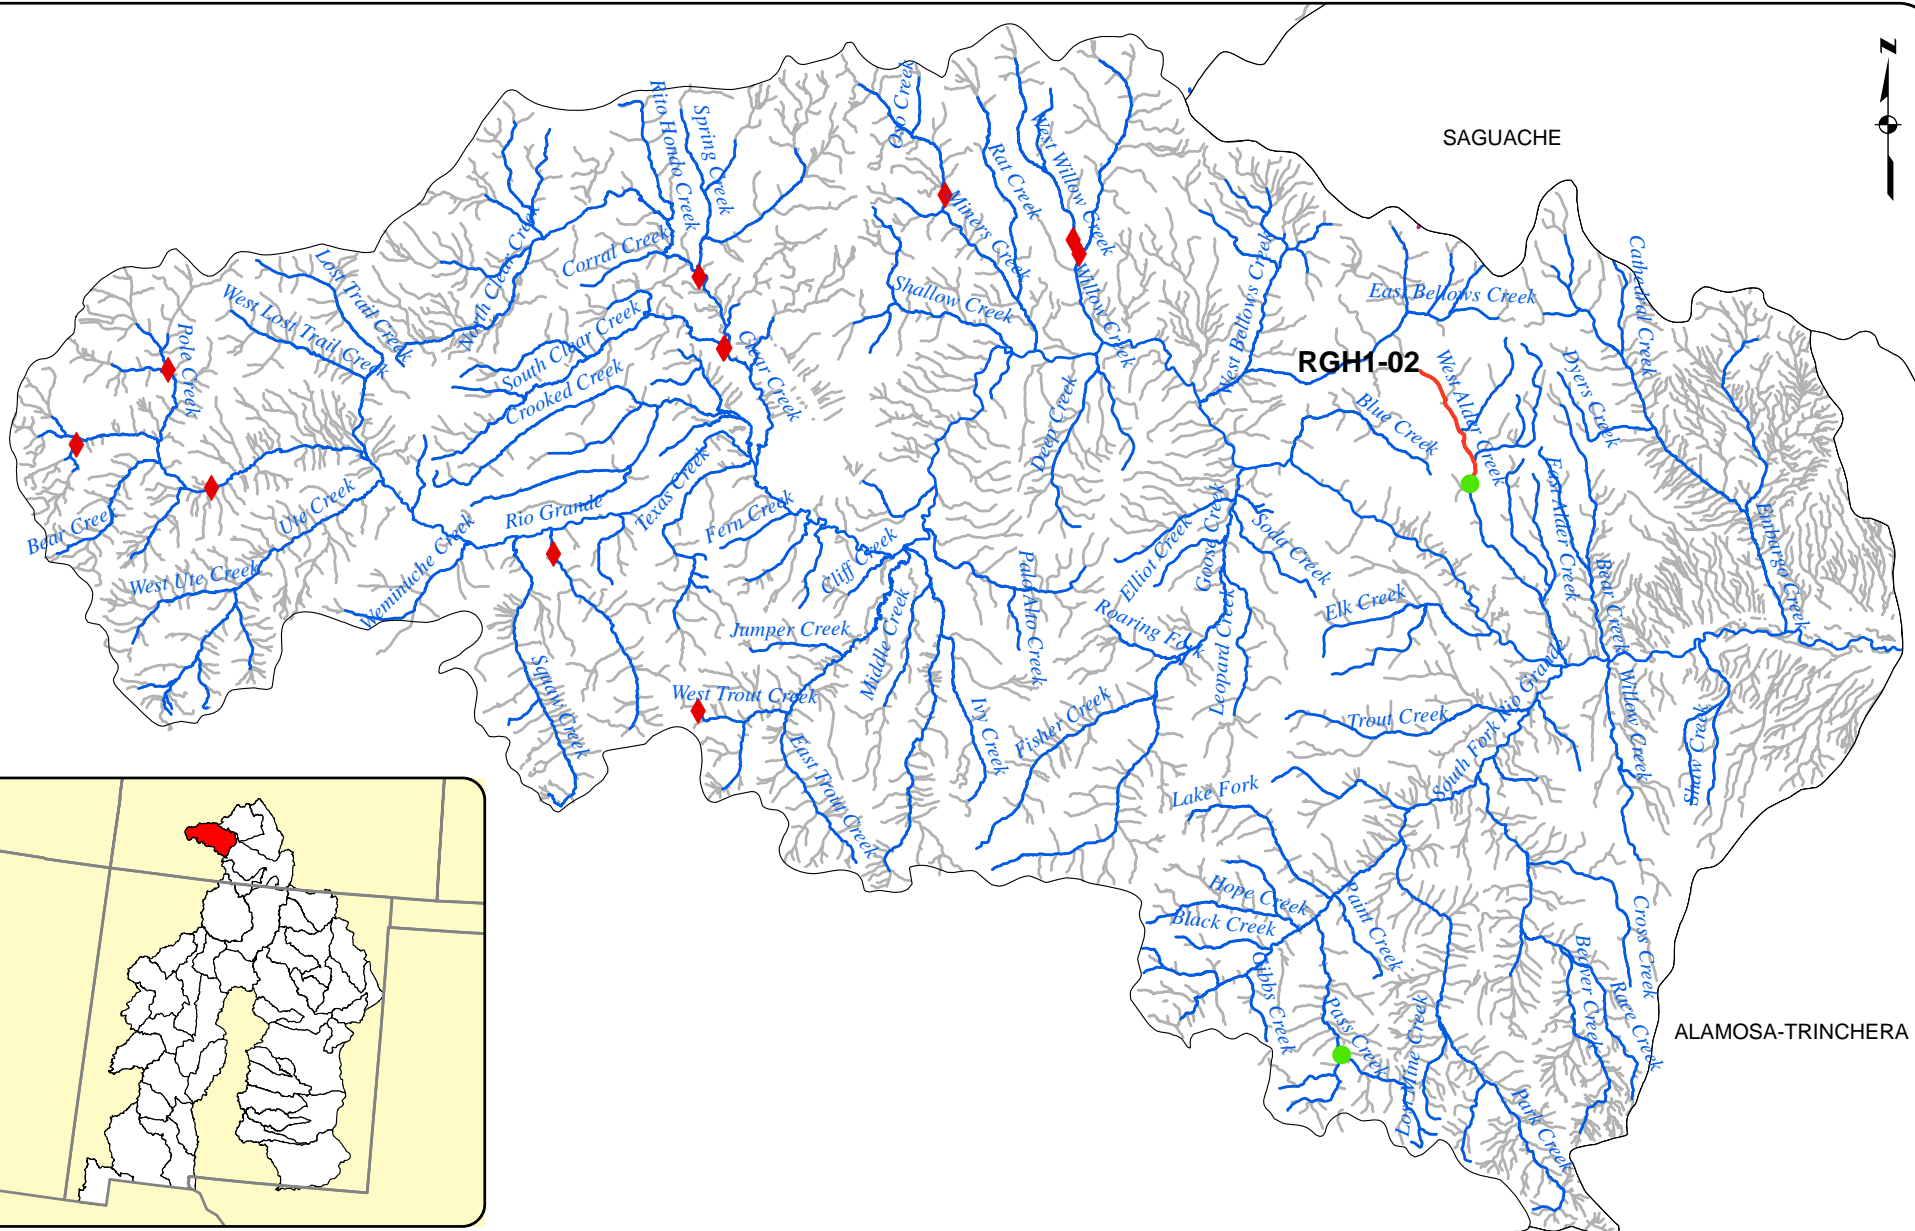 Z
SAGUACHE
Oso Creek
Rito Hondo Creek
Spring Creek
West Willow Creek
Rat Creek
Miners Creek
North Clear Creek
Corral Creek
Lost Trail Creek
West Lost Trail Creek
West Bellows Creek
East Bellows Creek
Cathedral Creek
Willow Creek
Shallow Creek
South Clear Creek
Clear Creek
Pole Creek
Crooked Creek
RGH1-02
West Alder Creek
Dyers Creek
Blue Creek
Deep Creek
Texas Creek
Rio Grande
Fern Creek
Ute Creek
Bear Creek
West Ute Creek
Weminuche Creek
Cliff Creek
Goose Creek
Soda Creek
Elliot Creek
East Alder Creek
Bear Creek
Embargo Creek
Palo Alto Creek
Roaring Fork
Leopard Creek
Elk Creek
Jumper Creek
Middle Creek
Squaw Creek
West Trout Creek
Ivy Creek
Fisher Creek
Trout Creek
South Fork Rio Grande
Willow Creek
Shaw Creek
East Trout Creek
Lake Fork
Hope Creek
Black Creek
Paint Creek
Gibbs Creek
Pass Creek
Lost Mine Creek
Cross Creek
Beaver Creek
Race Creek
Park Creek
ALAMOSA-TRINCHERA